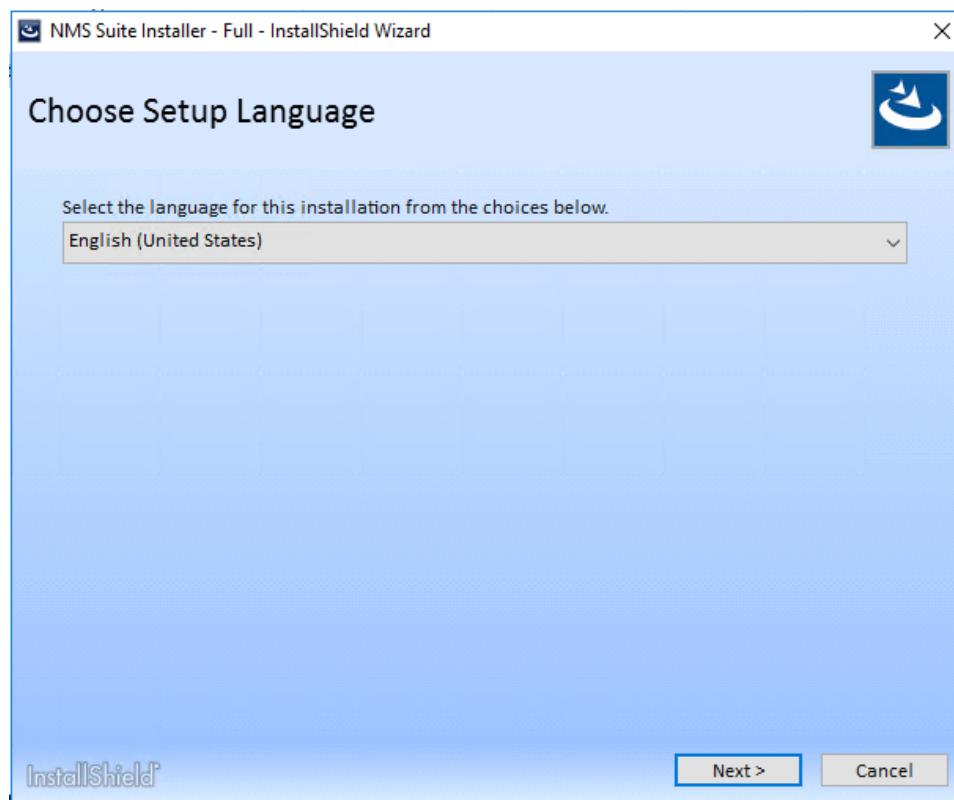 NMS Suite Installer - Full - InstallShield Wizard
Choose Setup Language
Select the language for this installation from the choices below.
English (United States)
InstallShield®
Next >
Cancel